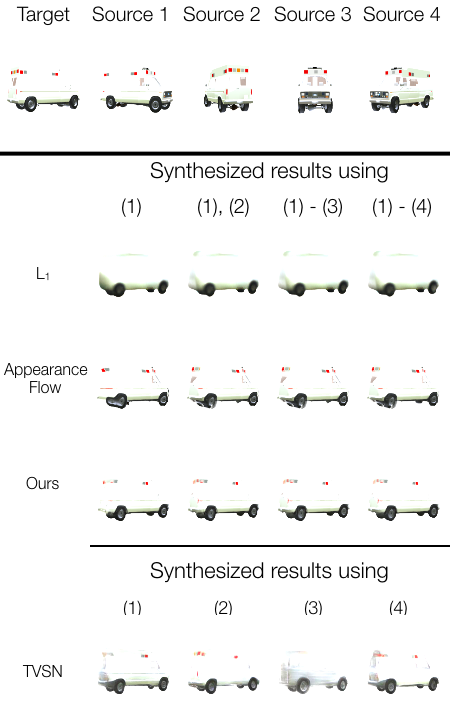 Target Source 1 Source 2 Source 3 Source 4
Synthesized results using
(1) (1), (2) (1) - (3) (1) - (4)
L₁
Appearance
Flow
Ours
Synthesized results using
(1) (2) (3) (4)
TVSN